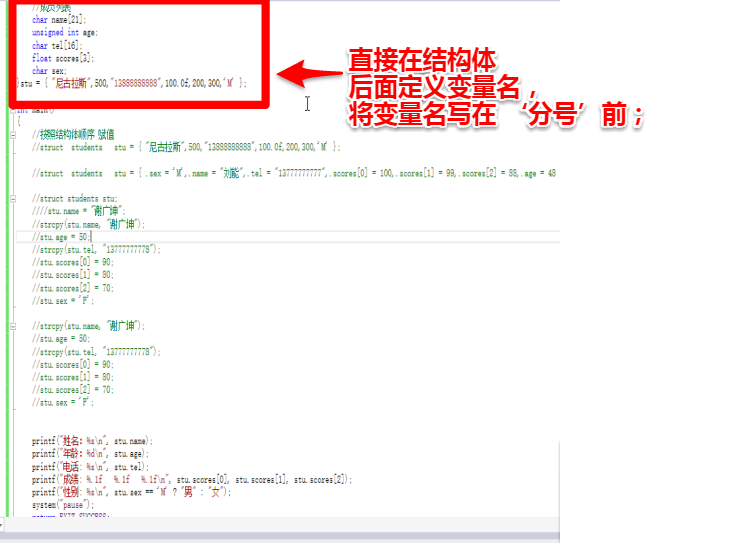 //成员列表
char name[21];
unsigned int age;
char tel[16];
float scores[3];
char sex;
}stu = { "尼古拉斯",500,"13888888888",100.0f,200,300,'M' };
直接在结构体
后面定义变量名，
将变量名写在 ‘分号’前；
int main()
{
//按照结构体顺序 赋值
//struct students stu = { "尼古拉斯",500,"13888888888",100.0f,200,300,'M' };
//struct students stu = { .sex = 'M',.name = "刘能",.tel = "13777777777",.scores[0] = 100,.scores[1] = 99,.scores[2] = 88,.age = 48
//struct students stu;
////stu.name = "谢广坤";
//strcpy(stu.name, "谢广坤");
//stu.age = 50;
//strcpy(stu.tel, "1377777778");
//stu.scores[0] = 90;
//stu.scores[1] = 80;
//stu.scores[2] = 70;
//stu.sex = 'F';
//strcpy(stu.name, "谢广坤");
//stu.age = 50;
//strcpy(stu.tel, "1377777778");
//stu.scores[0] = 90;
//stu.scores[1] = 80;
//stu.scores[2] = 70;
//stu.sex = 'F';
printf("姓名: %s\n", stu.name);
printf("年龄: %d\n", stu.age);
printf("电话: %s\n", stu.tel);
printf("成绩: %.1f %.1f %.1f\n", stu.scores[0], stu.scores[1], stu.scores[2]);
printf("性别: %s\n", stu.sex == 'M' ? "男" : "女");
system("pause");
return EXIT_SUCCESS;